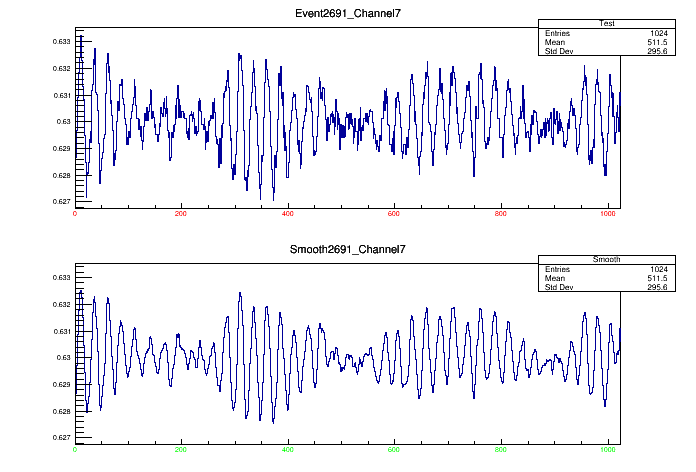 Event2691_Channel7
Test
Entries 1024
Mean 511.5
Std Dev 295.6
0.633
0.632
0.631
0.63
0.629
0.628
0.627
0 200 400 600 800 1000
Smooth2691_Channel7
Smooth
Entries 1024
Mean 511.5
Std Dev 295.6
0.633
0.632
0.631
0.63
0.629
0.628
0.627
0 200 400 600 800 1000